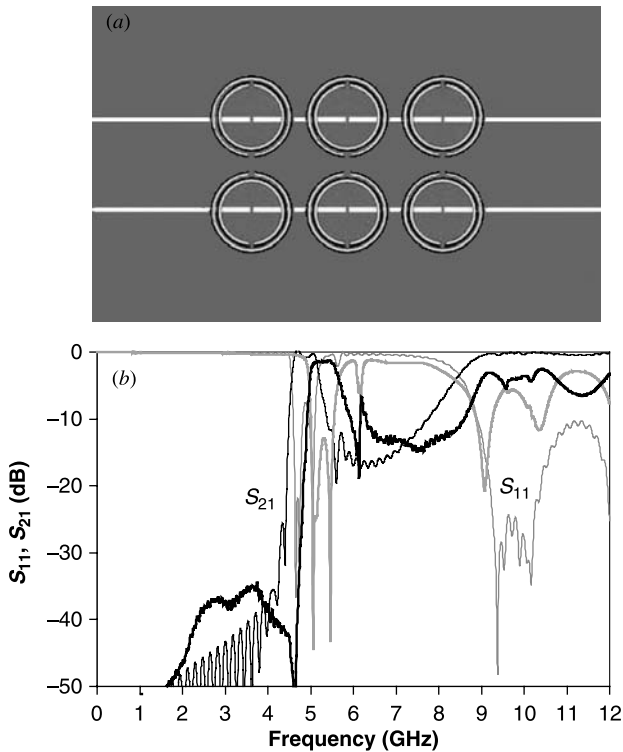 (a)
0
(b)
–10
–20
–30
–40
–50
S11, S21 (dB)
S21
S11
0 1 2 3 4 5 6 7 8 9 10 11 12
Frequency (GHz)